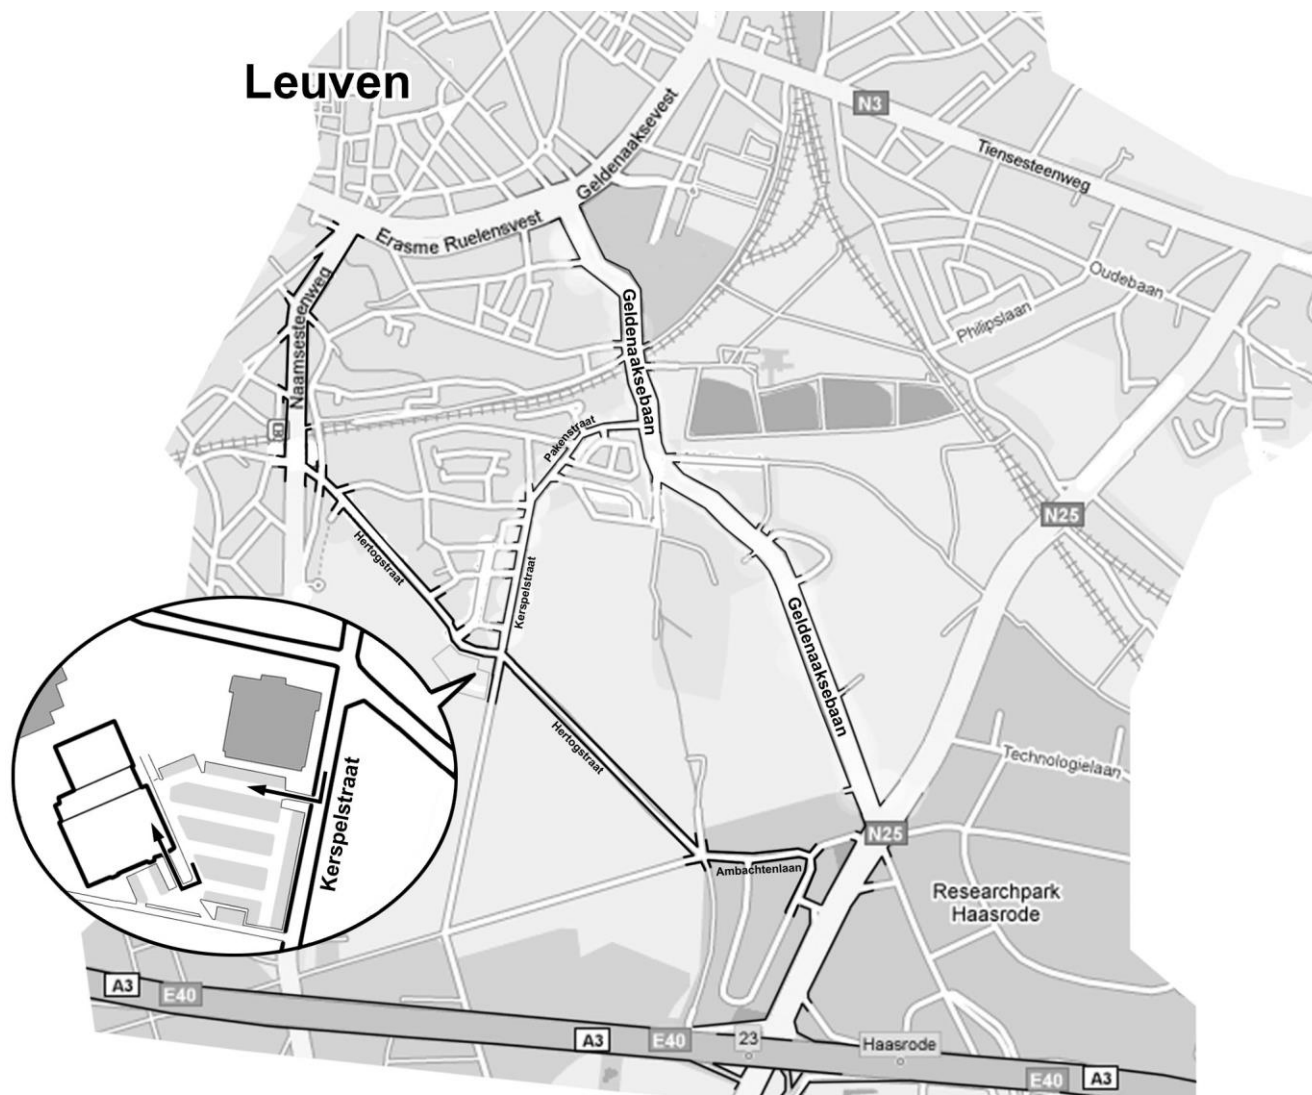 Leuven
N3
Tiensesteenweg
Geldenaaksevest
Erasme Ruelensvest
Oudebaan
Philipslaan
Naamsesteenweg
Geldenaaksebaan
Pakenstraat
N25
Hertogstraat
Kerspelstraat
Geldenaaksebaan
Hertogstraat
Technologielaan
N25
Ambachtenlaan
Kerspelstraat
Researchpark
Haasrode
A3
E40
A3
E40
23
Haasrode
E40
A3